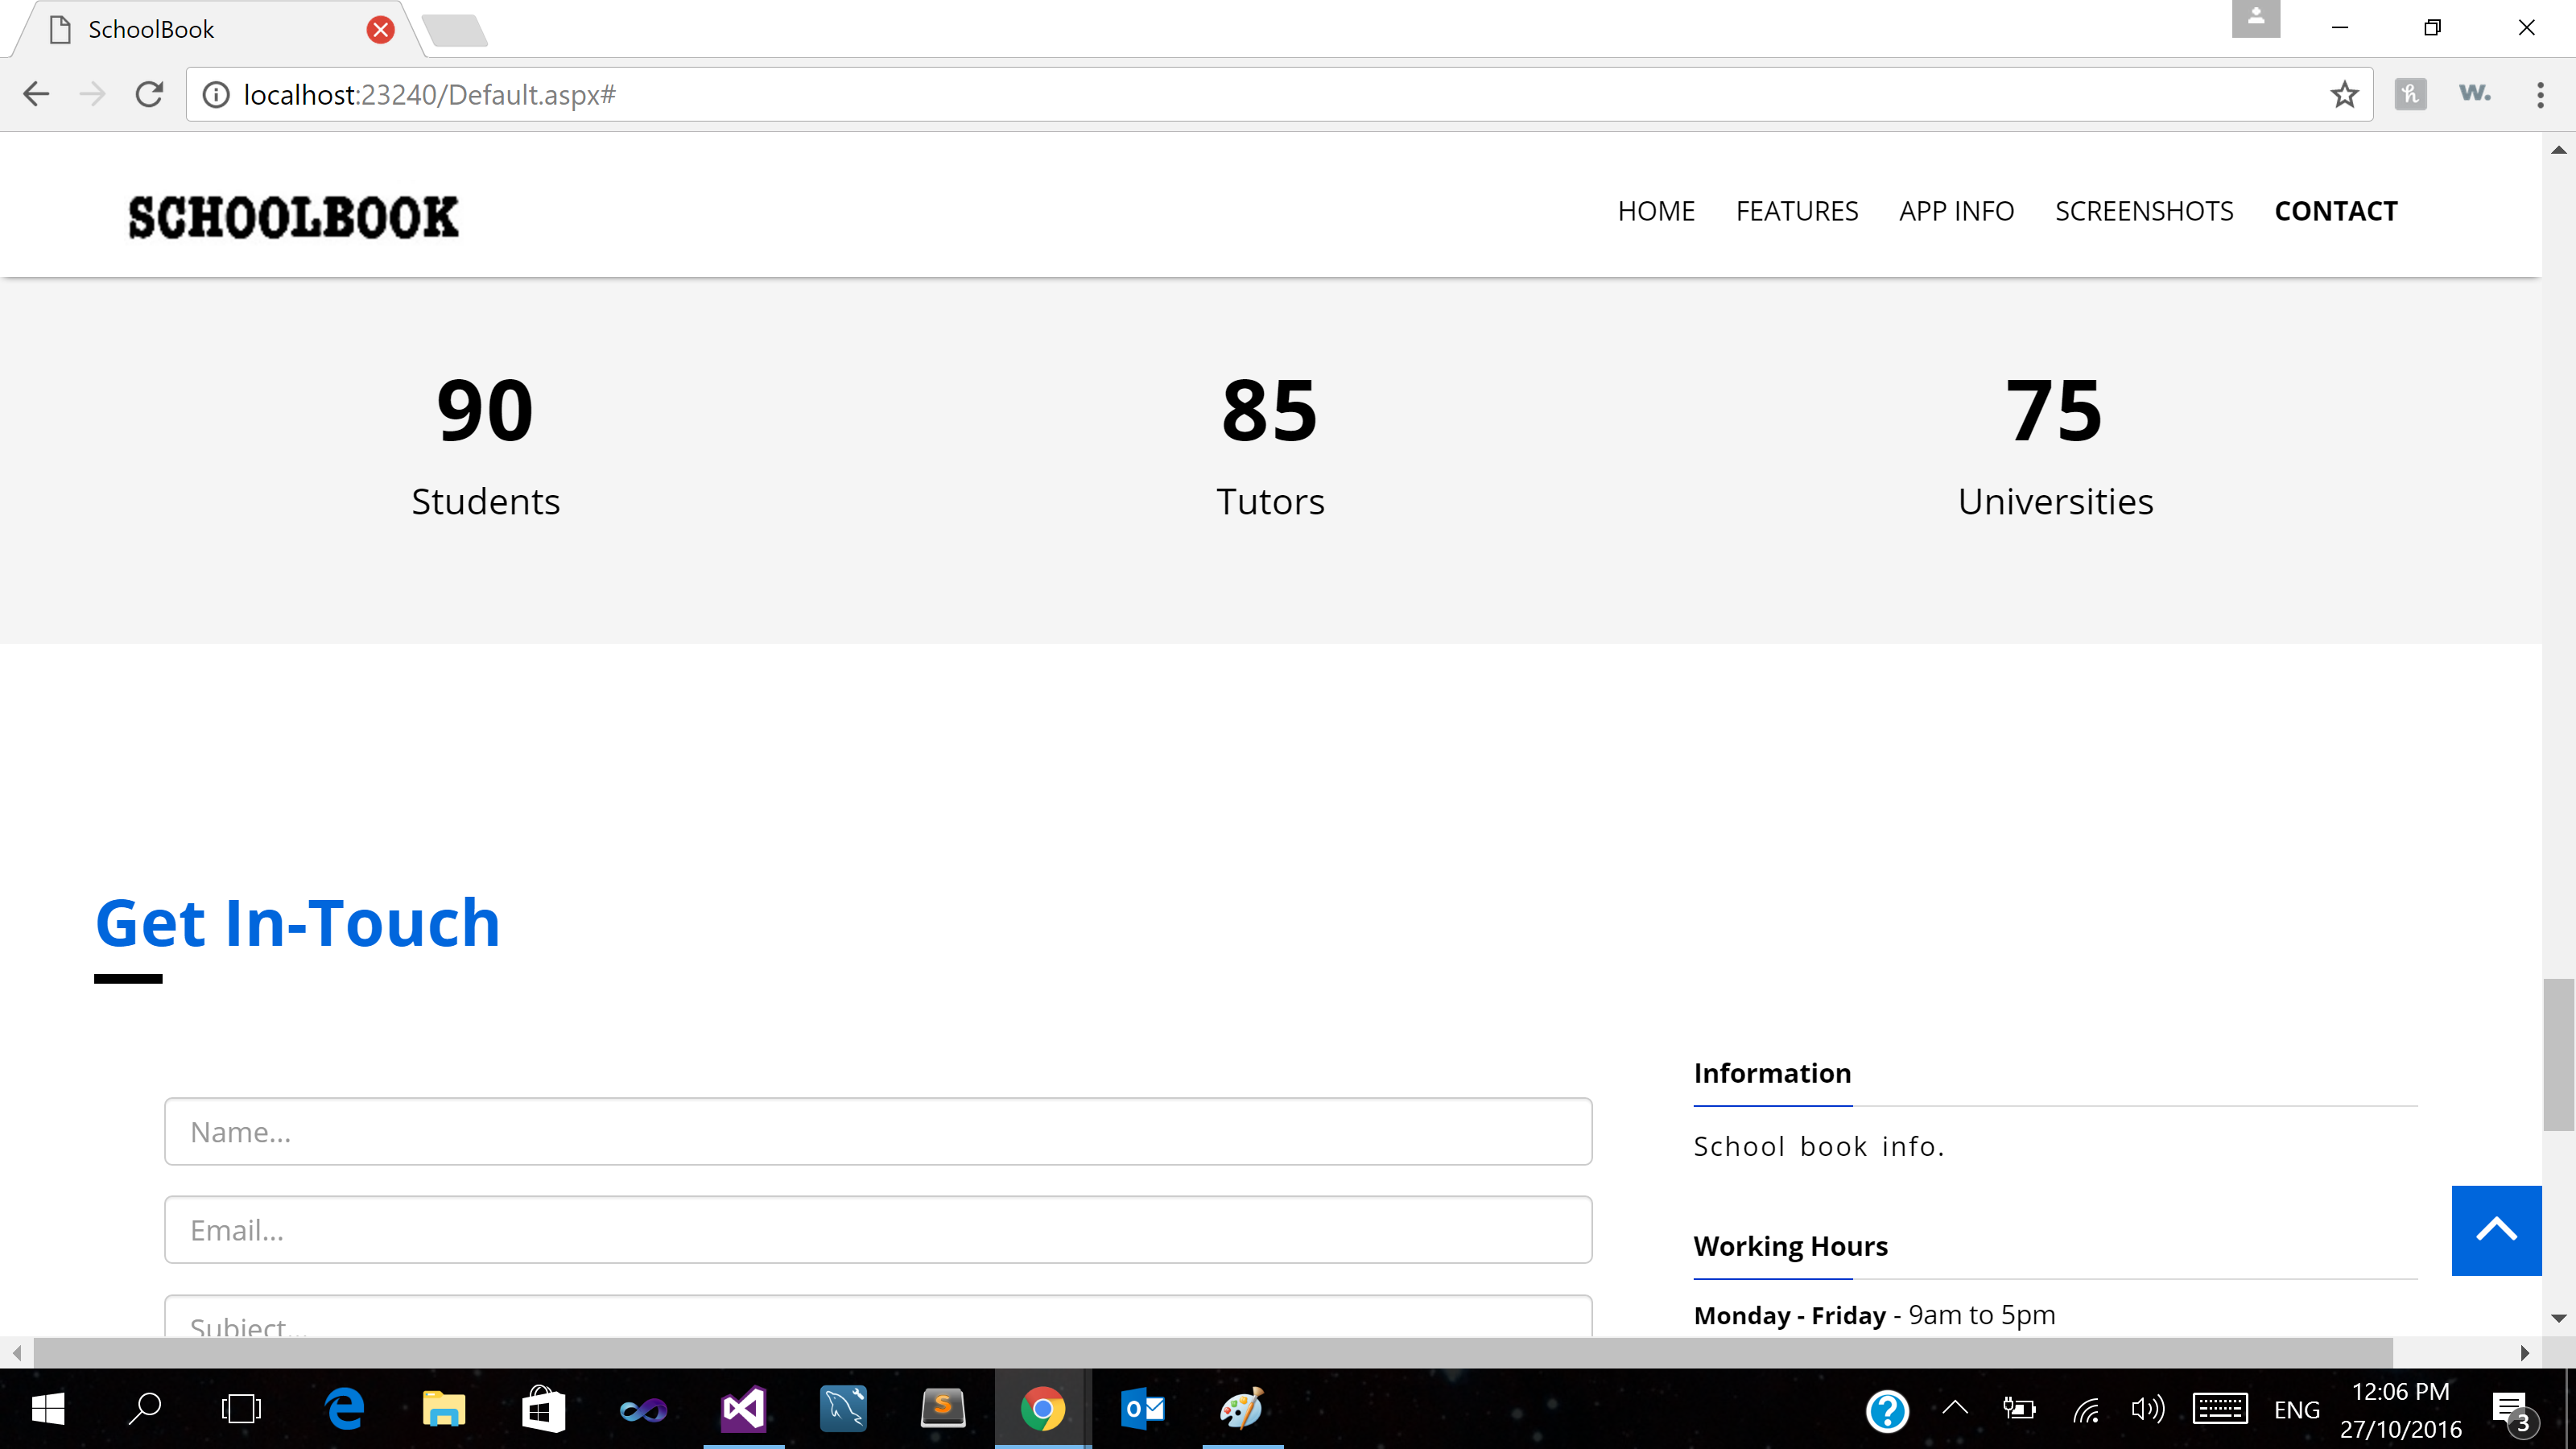 SchoolBook
localhost:23240/Default.aspx#
h
w.
SCHOOLBOOK
HOME FEATURES APP INFO SCREENSHOTS CONTACT
90 85 75
Students Tutors Universities
Get In-Touch
Information
Name...
School book info.
Email...
Working Hours
Monday - Friday - 9am to 5pm
Subject...
S
o
?
ENG
12:06 PM
27/10/2016
3